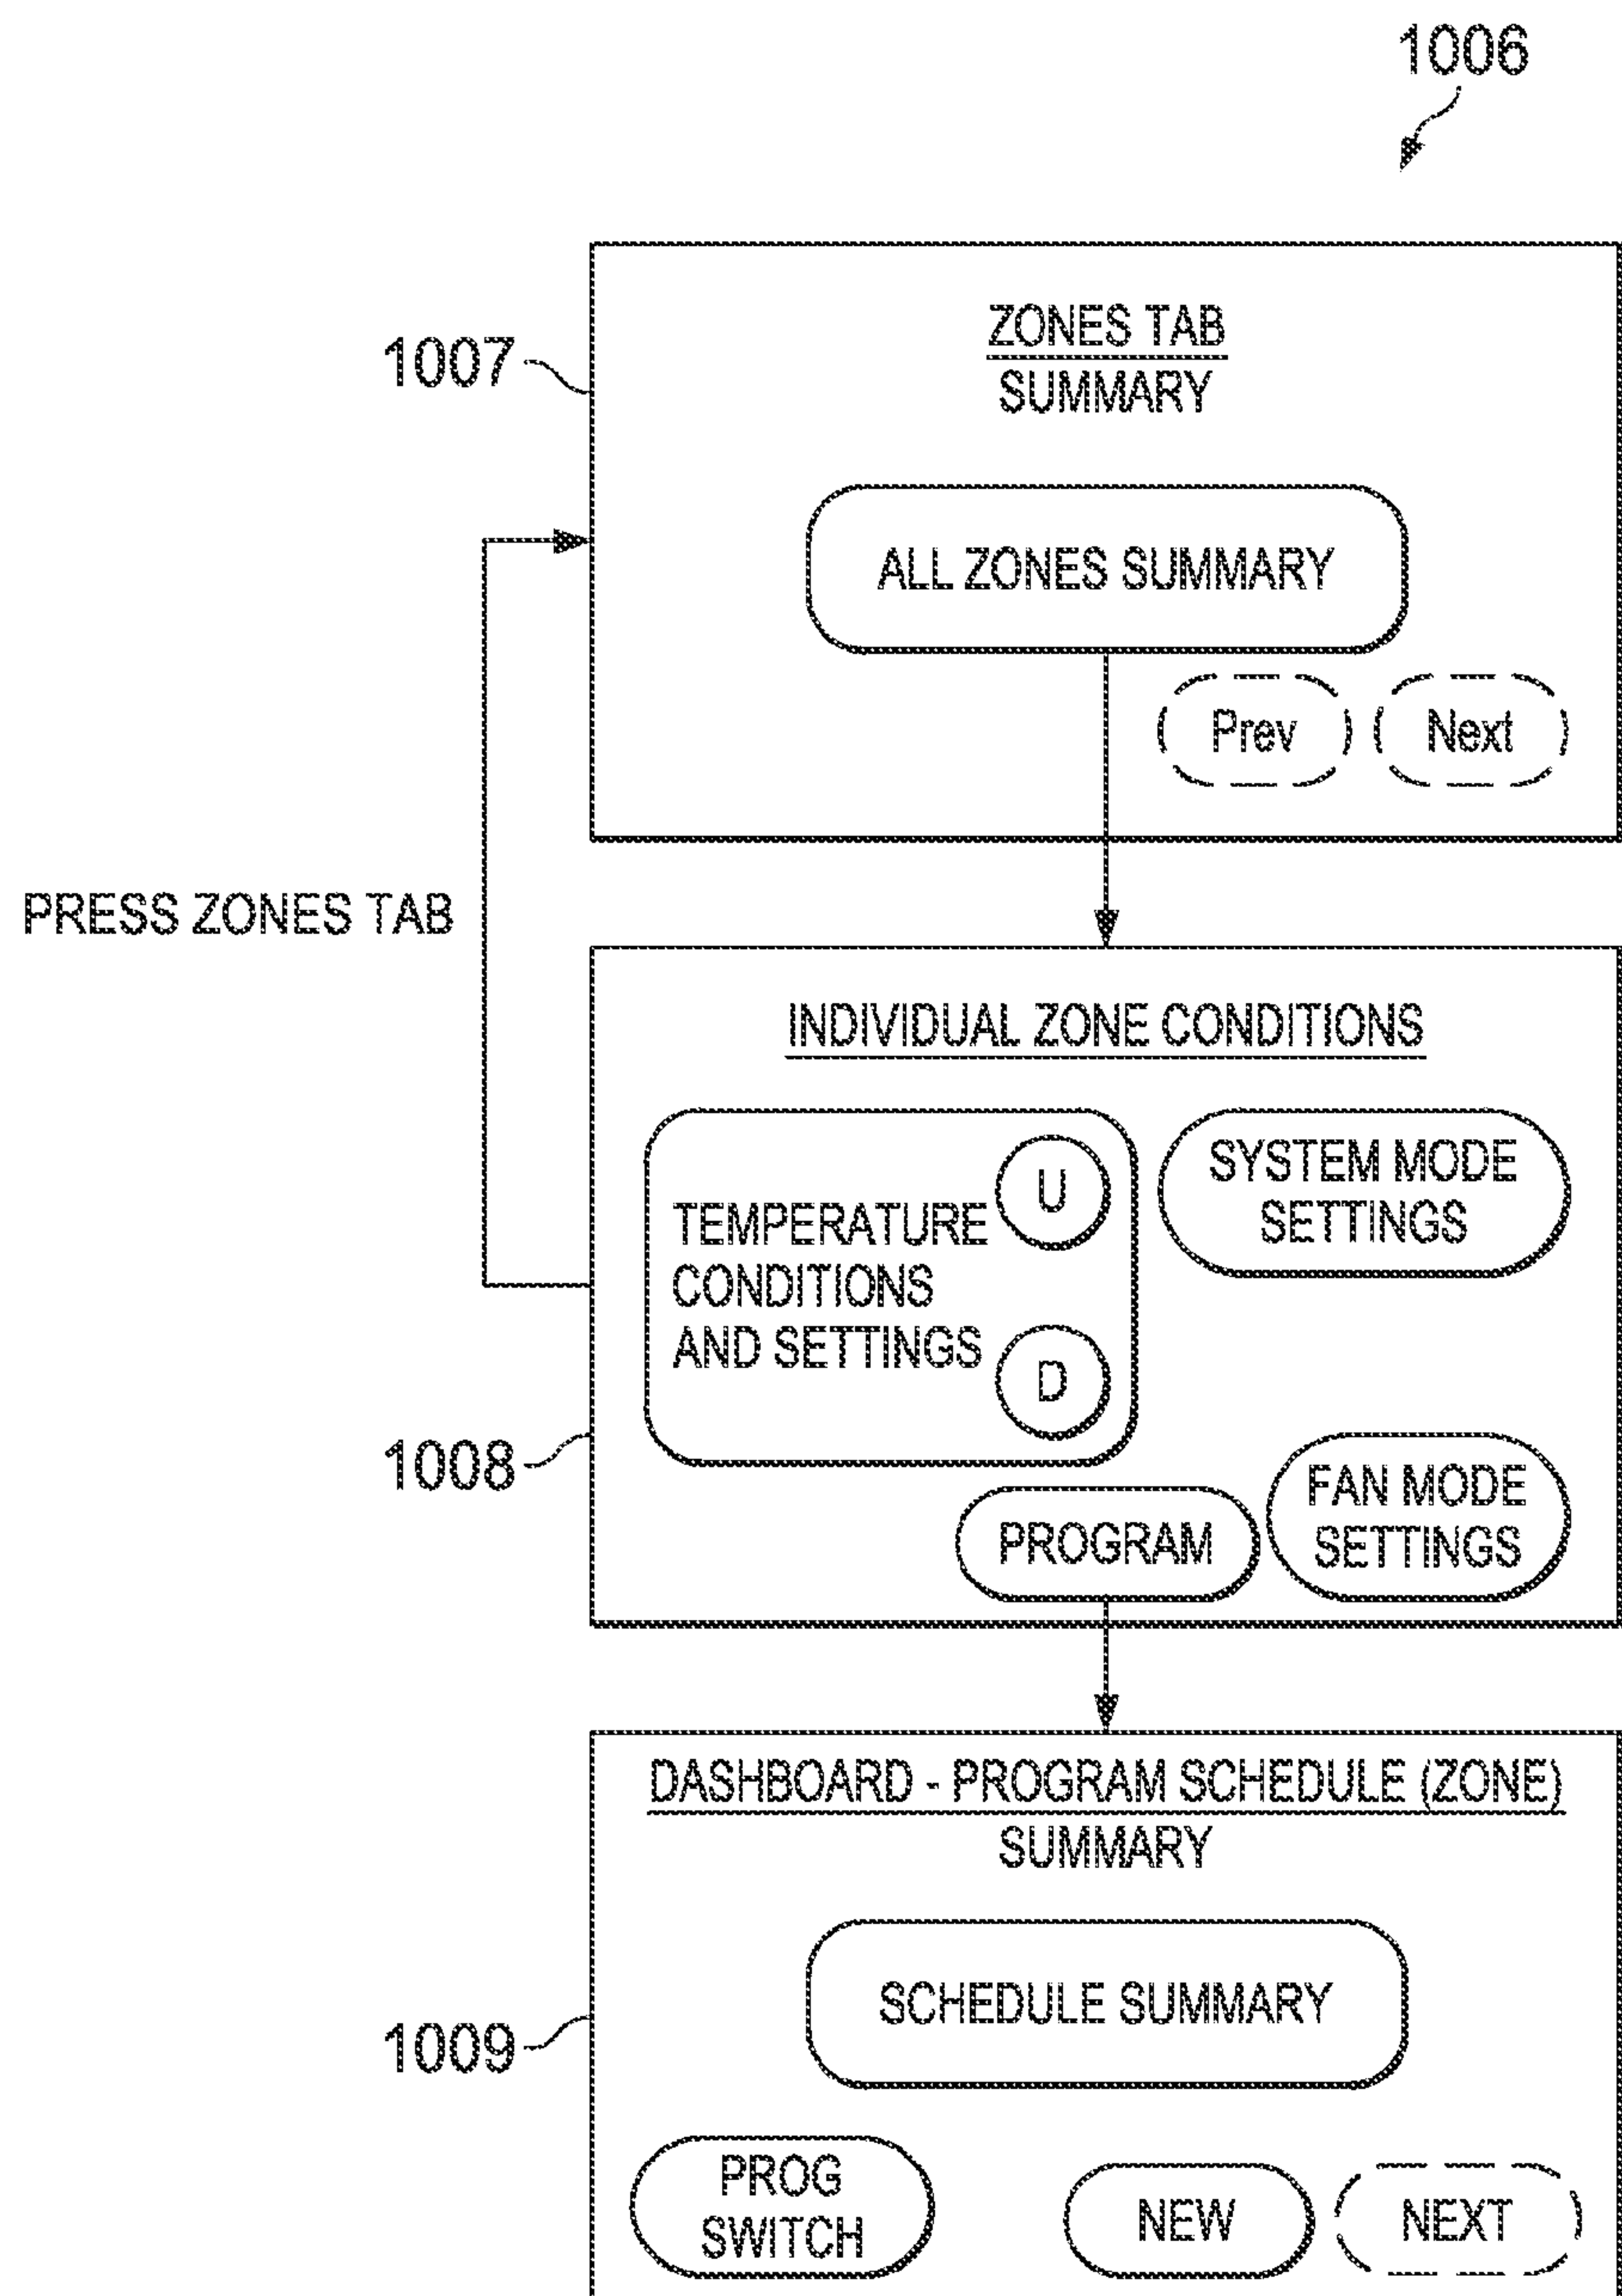 1006
1007
ZONES TAB
SUMMARY
ALL ZONES SUMMARY
Prev
Next
PRESS ZONES TAB
INDIVIDUAL ZONE CONDITIONS
TEMPERATURE
CONDITIONS
AND SETTINGS
U
D
SYSTEM MODE
SETTINGS
1008
PROGRAM
FAN MODE
SETTINGS
DASHBOARD - PROGRAM SCHEDULE (ZONE)
SUMMARY
SCHEDULE SUMMARY
1009
PROG
SWITCH
NEW
NEXT